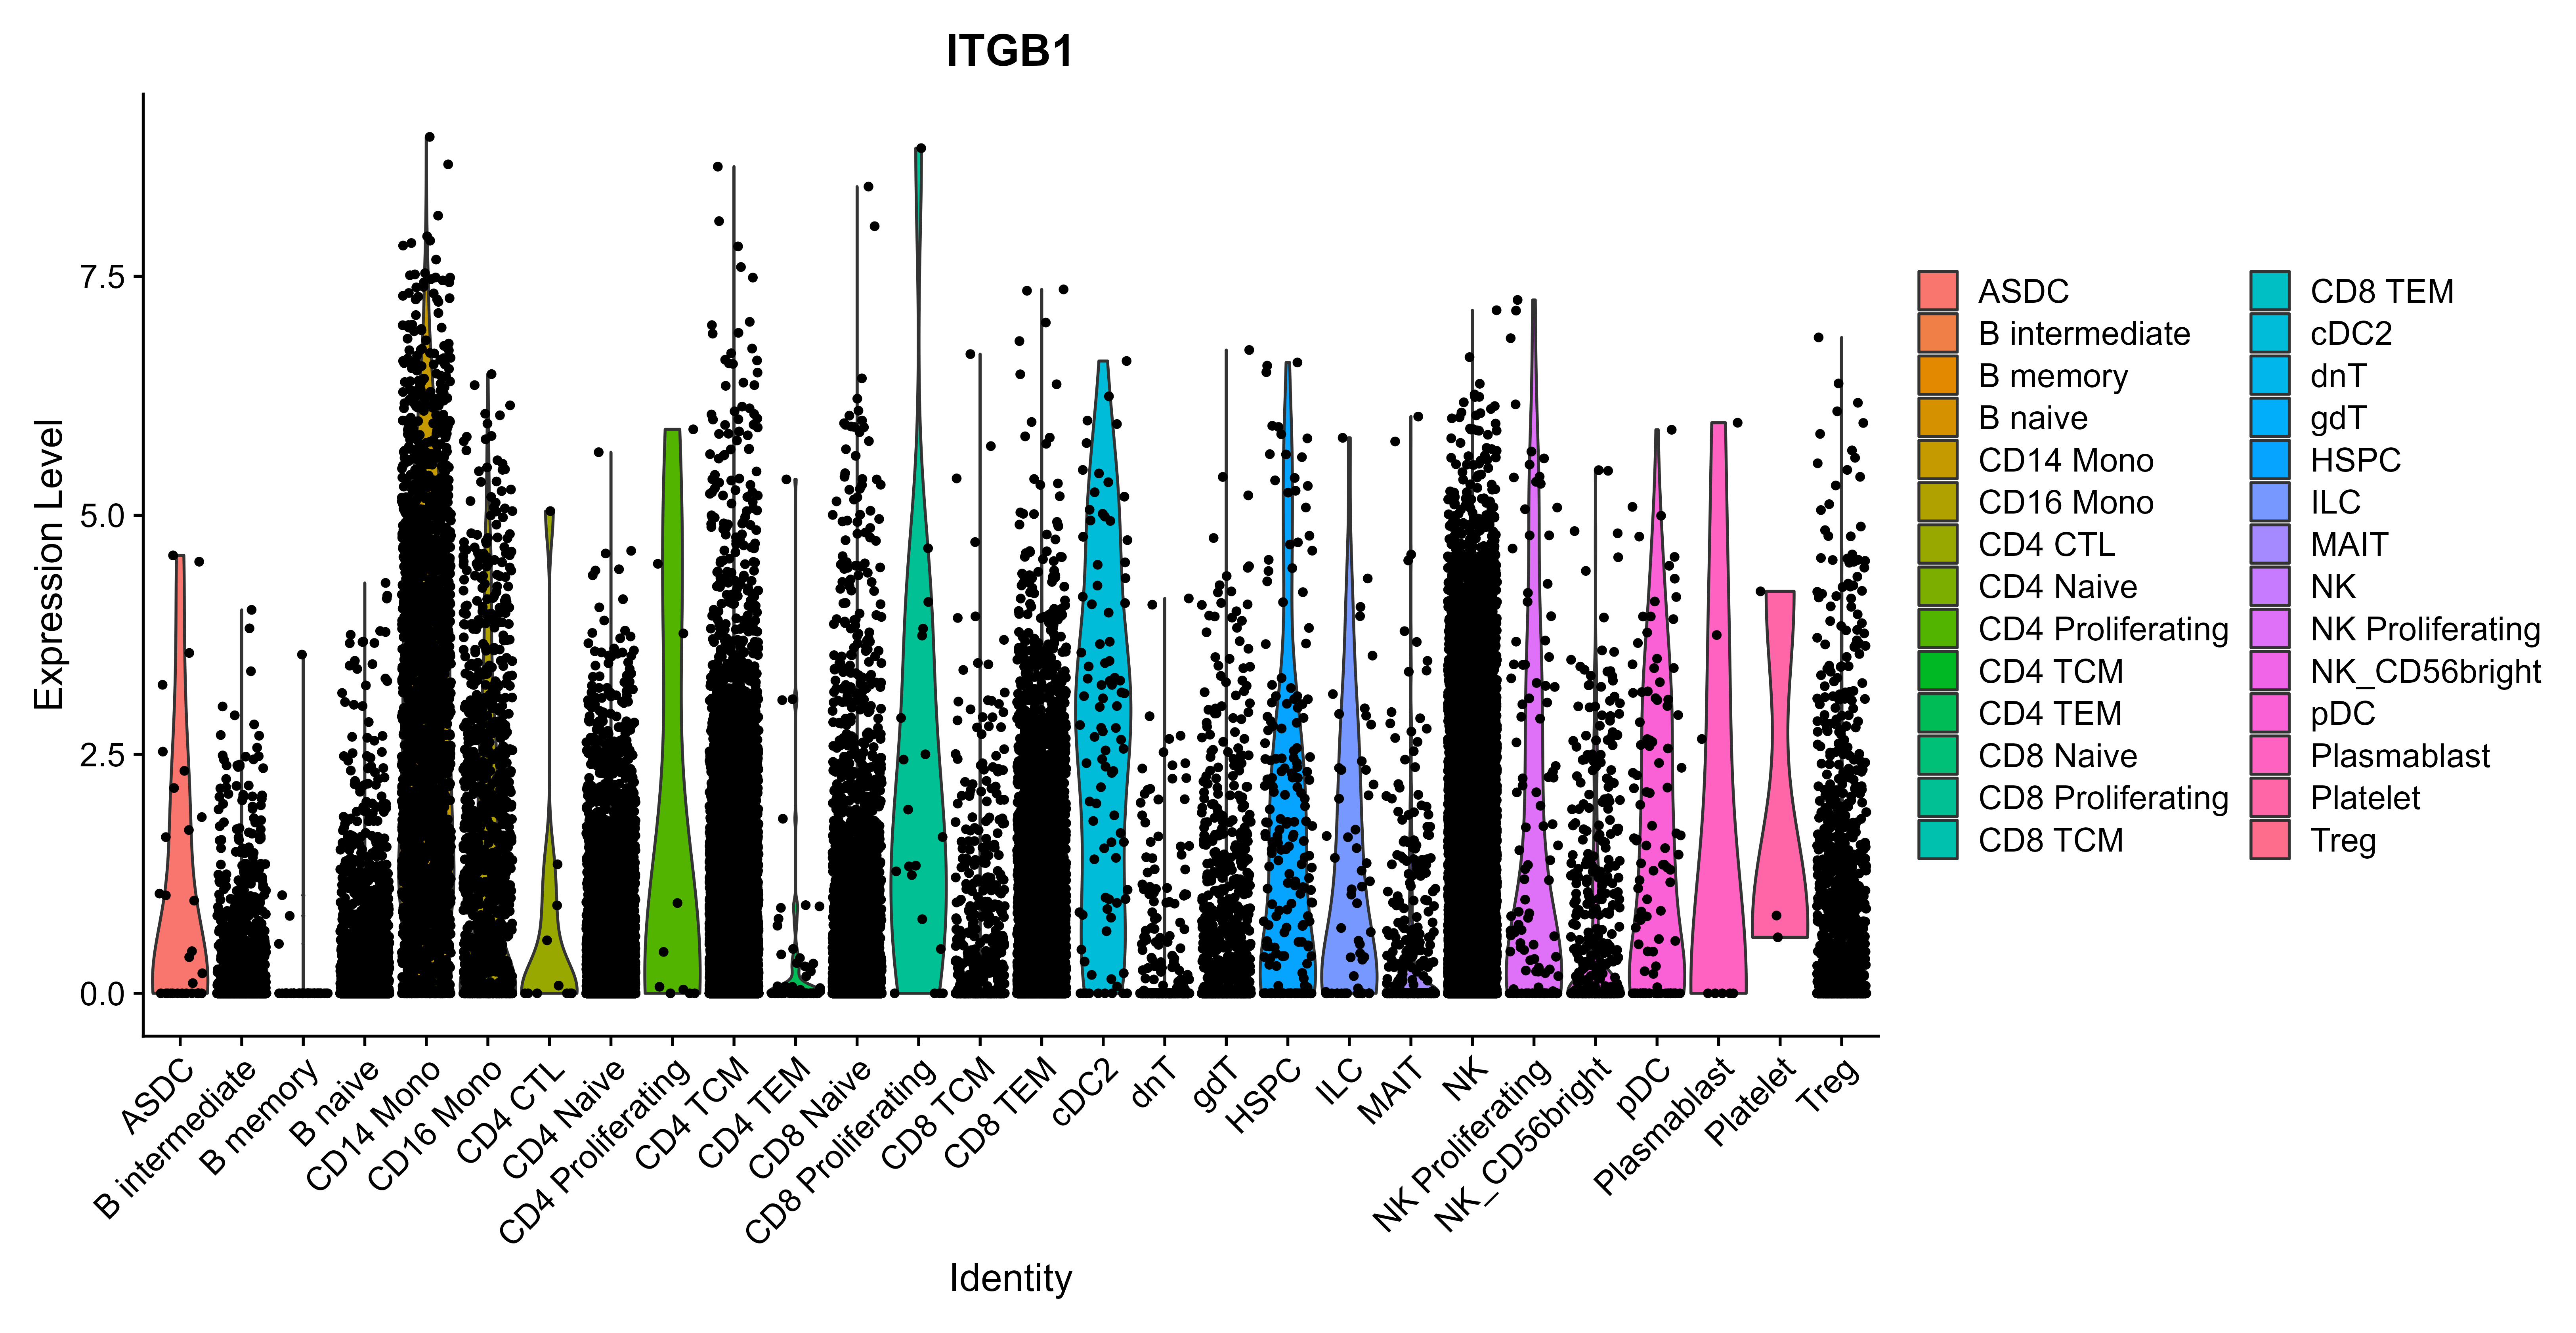 ITGB1
Expression Level
7.5
5.0
2.5
0.0
ASDC
B intermediate
B memory
B naive
CD14 Mono
CD16 Mono
CD4 CTL
CD4 Naive
CD4 Proliferating
CD4 TCM
CD4 TEM
CD8 Naive
CD8 Proliferating
CD8 TCM
CD8 TEM
cDC2
dnT
gdT
HSPC
ILC
MAIT
NK
NK Proliferating
NK_CD56bright
pDC
Plasmablast
Platelet
Treg
Identity
ASDC
B intermediate
B memory
B naive
CD14 Mono
CD16 Mono
CD4 CTL
CD4 Naive
CD4 Proliferating
CD4 TCM
CD4 TEM
CD8 Naive
CD8 Proliferating
CD8 TCM
CD8 TEM
cDC2
dnT
gdT
HSPC
ILC
MAIT
NK
NK Proliferating
NK_CD56bright
pDC
Plasmablast
Platelet
Treg